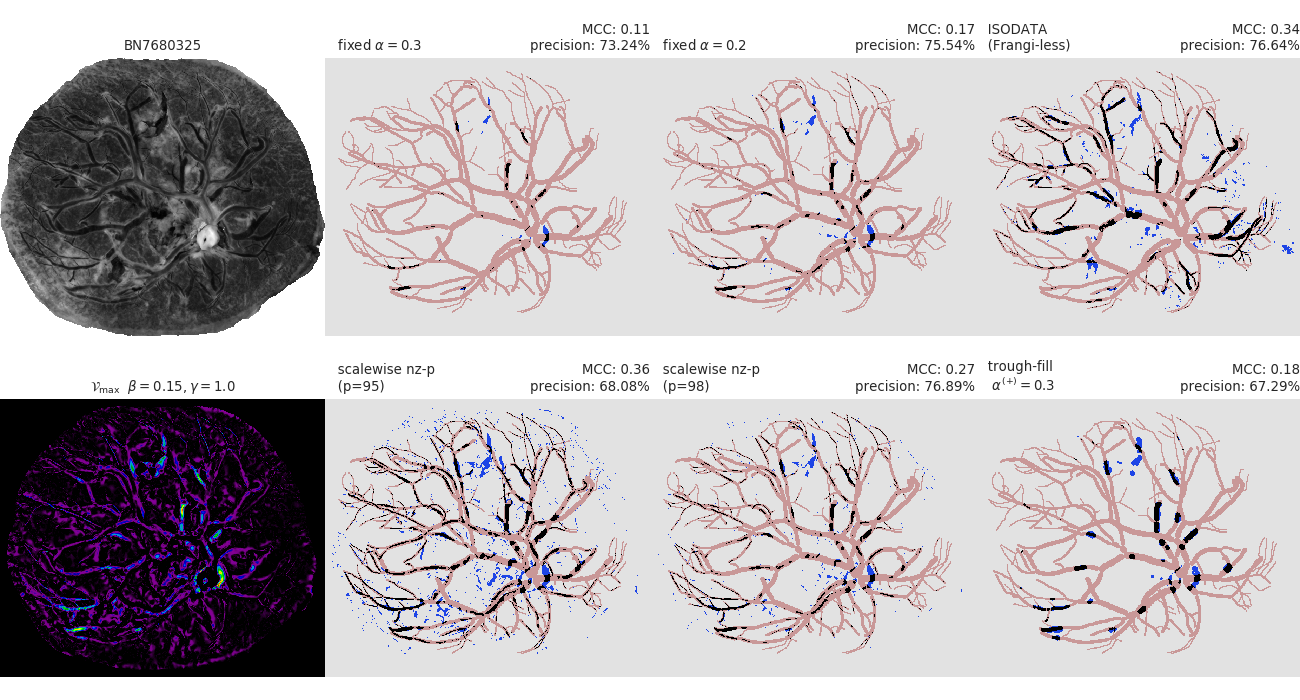 BN7680325
fixed α = 0.3
MCC: 0.11
precision: 73.24%
fixed α = 0.2
MCC: 0.17
precision: 75.54%
ISODATA
(Frangi-less)
MCC: 0.34
precision: 76.64%
𝒱max β = 0.15, γ = 1.0
scalewise nz-p
(p=95)
MCC: 0.36
precision: 68.08%
scalewise nz-p
(p=98)
MCC: 0.27
precision: 76.89%
trough-fill
α(+) = 0.3
MCC: 0.18
precision: 67.29%